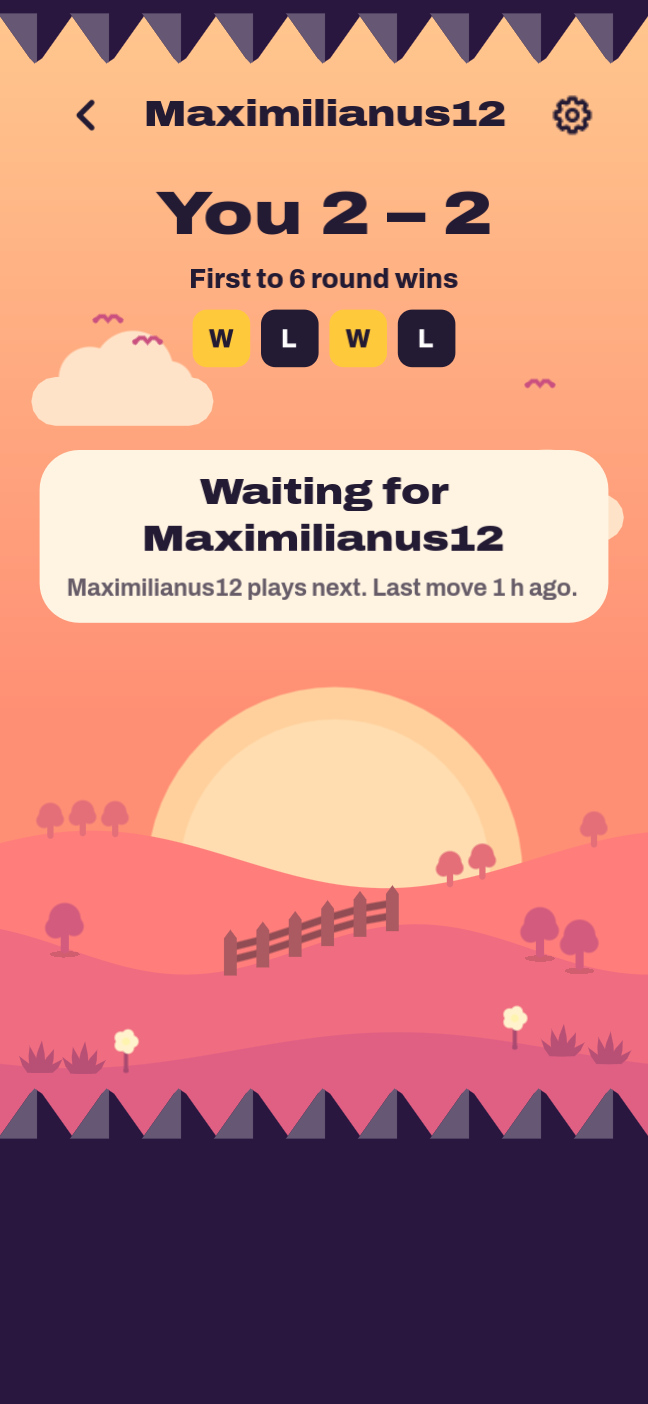 Maximilianus12
You 2 – 2
First to 6 round wins
W L W L
Waiting for
Maximilianus12
Maximilianus12 plays next. Last move 1 h ago.